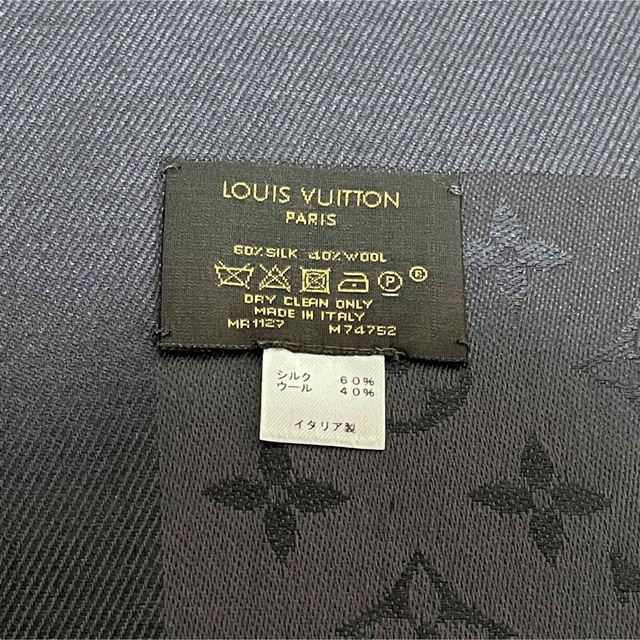 LOUIS VUITTON
PARIS
60% SILK 40% WOOL
P ®
DRY CLEAN ONLY
MADE IN ITALY
MR1127 M74752
シルク 60%
ウール 40%
イタリア製